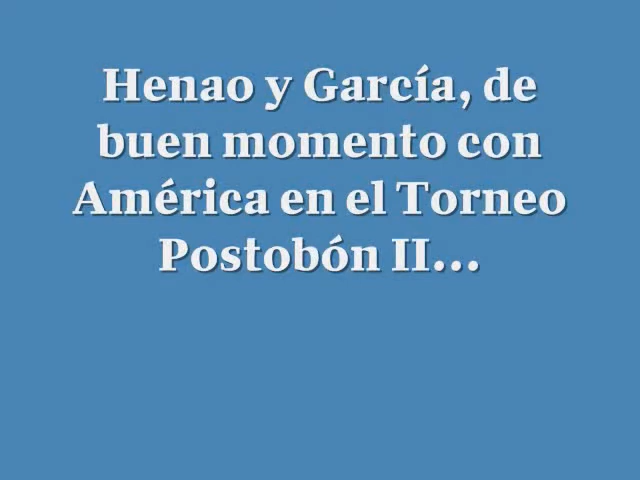 Henao y García, de
buen momento con
América en el Torneo
Postobón II...